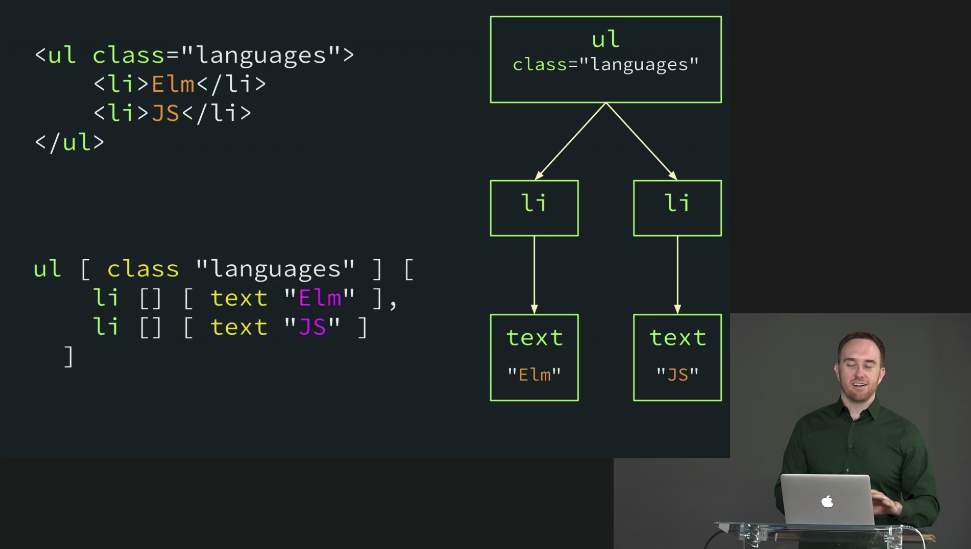 <ul class="languages">
    <li>Elm</li>
    <li>JS</li>
</ul>
ul [ class "languages" ] [
    li [] [ text "Elm" ],
    li [] [ text "JS" ]
  ]
ul
class="languages"
li
li
text
"Elm"
text
"JS"